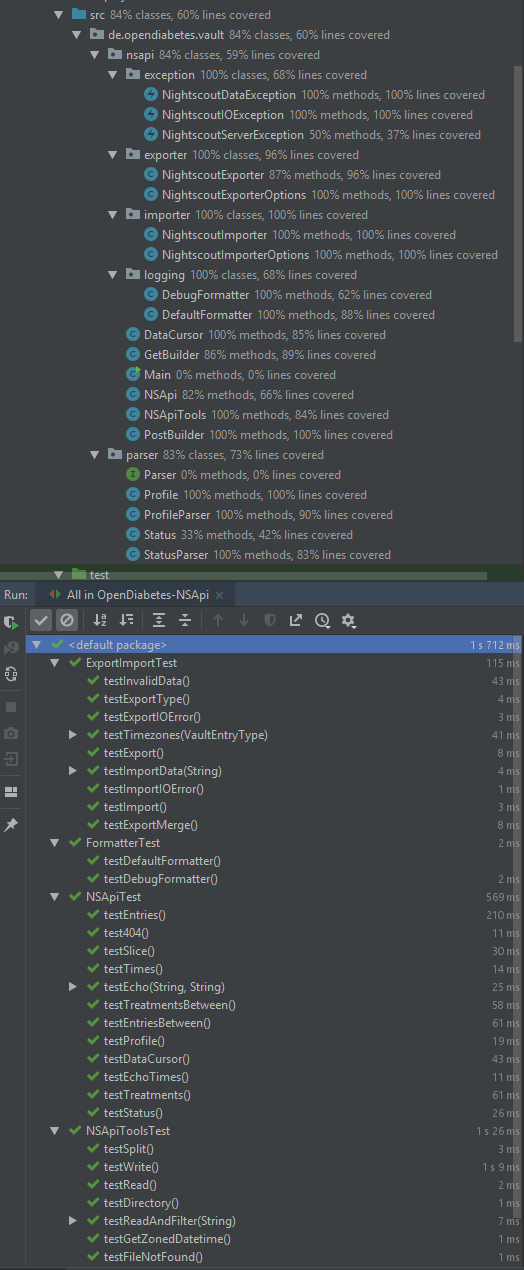 src 84% classes, 60% lines covered
de.opendiabetes.vault 84% classes, 60% lines covered
nsapi 84% classes, 59% lines covered
exception 100% classes, 68% lines covered
NightscoutDataException 100% methods, 100% lines covered
NightscoutIOException 100% methods, 100% lines covered
NightscoutServerException 50% methods, 37% lines covered
exporter 100% classes, 96% lines covered
NightscoutExporter 87% methods, 96% lines covered
NightscoutExporterOptions 100% methods, 100% lines covered
importer 100% classes, 100% lines covered
NightscoutImporter 100% methods, 100% lines covered
NightscoutImporterOptions 100% methods, 100% lines covered
logging 100% classes, 68% lines covered
DebugFormatter 100% methods, 62% lines covered
DefaultFormatter 100% methods, 88% lines covered
DataCursor 100% methods, 85% lines covered
GetBuilder 86% methods, 89% lines covered
Main 0% methods, 0% lines covered
NSApi 82% methods, 66% lines covered
NSApiTools 100% methods, 84% lines covered
PostBuilder 100% methods, 100% lines covered
parser 83% classes, 73% lines covered
Parser 0% methods, 0% lines covered
Profile 100% methods, 100% lines covered
ProfileParser 100% methods, 90% lines covered
Status 33% methods, 42% lines covered
StatusParser 100% methods, 83% lines covered
test
Run: All in OpenDiabetes-NSApi
<default package> 1 s 712 ms
ExportImportTest 115 ms
testInvalidData() 43 ms
testExportType() 4 ms
testExportIOError() 3 ms
testTimezones(VaultEntryType) 41 ms
testExport() 8 ms
testImportData(String) 4 ms
testImportIOError() 1 ms
testImport() 3 ms
testExportMerge() 8 ms
FormatterTest 2 ms
testDefaultFormatter()
testDebugFormatter() 2 ms
NSApiTest 569 ms
testEntries() 210 ms
test404() 11 ms
testSlice() 30 ms
testTimes() 14 ms
testEcho(String, String) 25 ms
testTreatmentsBetween() 58 ms
testEntriesBetween() 61 ms
testProfile() 19 ms
testDataCursor() 43 ms
testEchoTimes() 11 ms
testTreatments() 61 ms
testStatus() 26 ms
NSApiToolsTest 1 s 26 ms
testSplit() 3 ms
testWrite() 1 s 9 ms
testRead() 2 ms
testDirectory() 1 ms
testReadAndFilter(String) 7 ms
testGetZonedDatetime() 1 ms
testFileNotFound() 1 ms